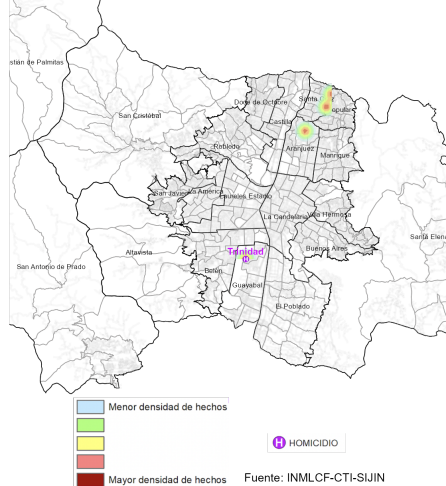 stián de Palmitas
San Cristóbal
Doce de Octubre
Santa
Popular
Castilla
Robledo
Aranjuez
Manrique
San Javier
La América
Laureles Estadio
La Candelaria
Villa Hermosa
Santa Elena
Altavista
Trinidad
H
Buenos Aires
San Antonio de Prado
Belén
Guayabal
El Poblado
Menor densidad de hechos
H HOMICIDIO
Mayor densidad de hechos
Fuente: INMLCF-CTI-SIJIN